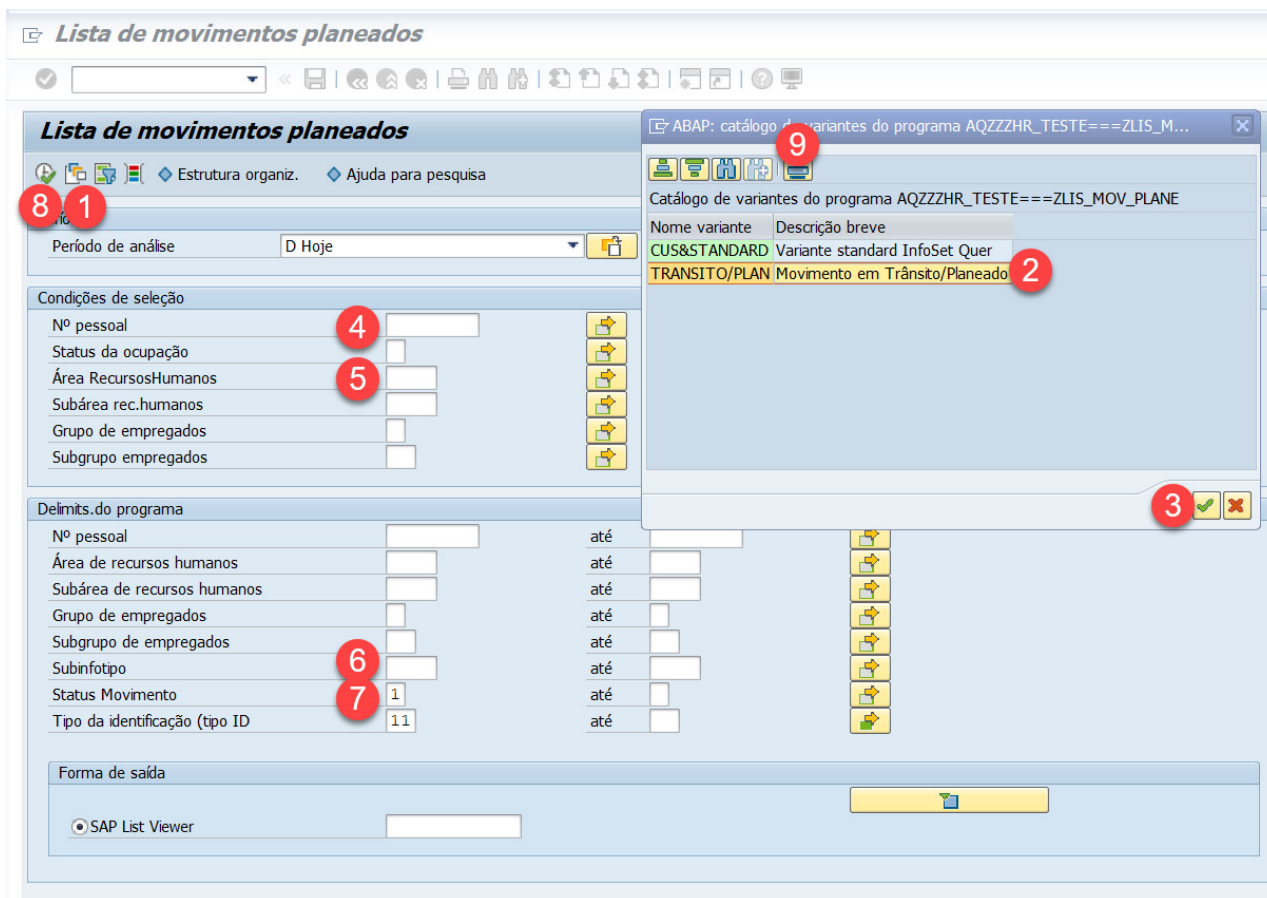 Lista de movimentos planeados
Lista de movimentos planeados
Estrutura organiz.
Ajuda para pesquisa
8
1
Período de análise
D Hoje
Condições de seleção
Nº pessoal
4
Status da ocupação
Área RecursosHumanos
5
Subárea rec.humanos
Grupo de empregados
Subgrupo empregados
ABAP: catálogo de variantes do programa AQZZZHR_TESTE===ZLIS_M...
9
Catálogo de variantes do programa AQZZZHR_TESTE===ZLIS_MOV_PLANE
Nome variante Descrição breve
CUS&STANDARD Variante standard InfoSet Quer
TRANSITO/PLAN Movimento em Trânsito/Planeado
2
3
Delimits.do programa
Nº pessoal até
Área de recursos humanos até
Subárea de recursos humanos até
Grupo de empregados até
Subgrupo de empregados até
Subinfotipo 6 até
Status Movimento 7 1 até
Tipo da identificação (tipo ID 11 até
Forma de saída
SAP List Viewer